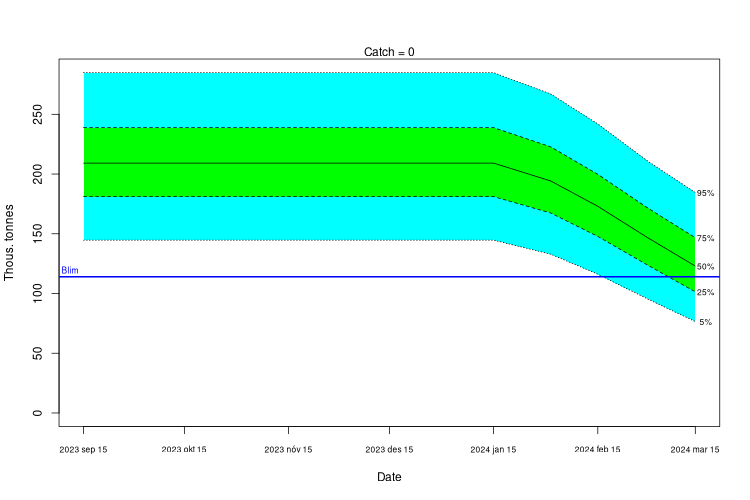 Catch = 0
Thous. tonnes
250
200
150
100
50
0
Blim
95%
75%
50%
25%
5%
2023 sep 15
2023 okt 15
2023 nóv 15
2023 des 15
2024 jan 15
2024 feb 15
2024 mar 15
Date